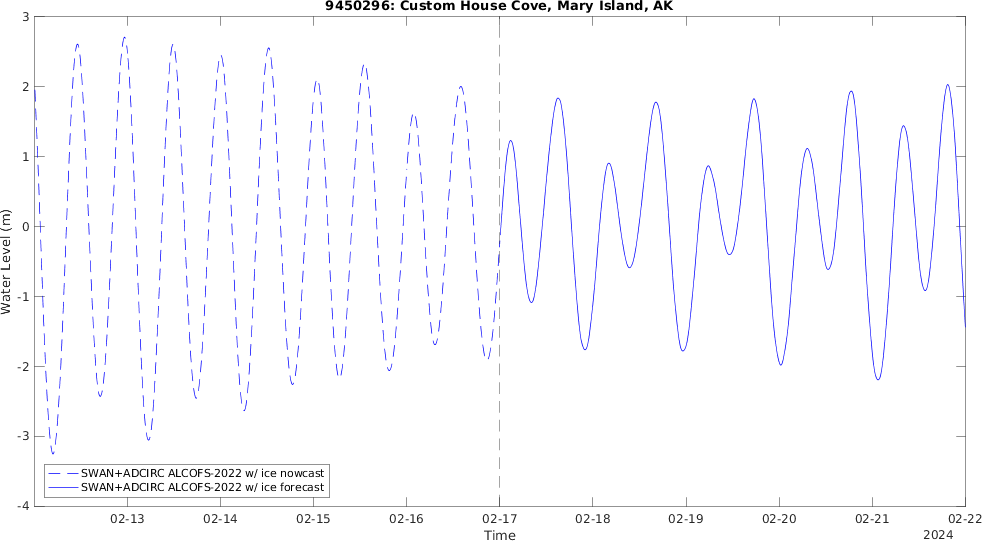 9450296: Custom House Cove, Mary Island, AK
3
2
1
0
-1
-2
-3
-4
Water Level (m)
SWAN+ADCIRC ALCOFS-2022 w/ ice nowcast
SWAN+ADCIRC ALCOFS-2022 w/ ice forecast
02-13 02-14 02-15 02-16 02-17 02-18 02-19 02-20 02-21 02-22
Time
2024